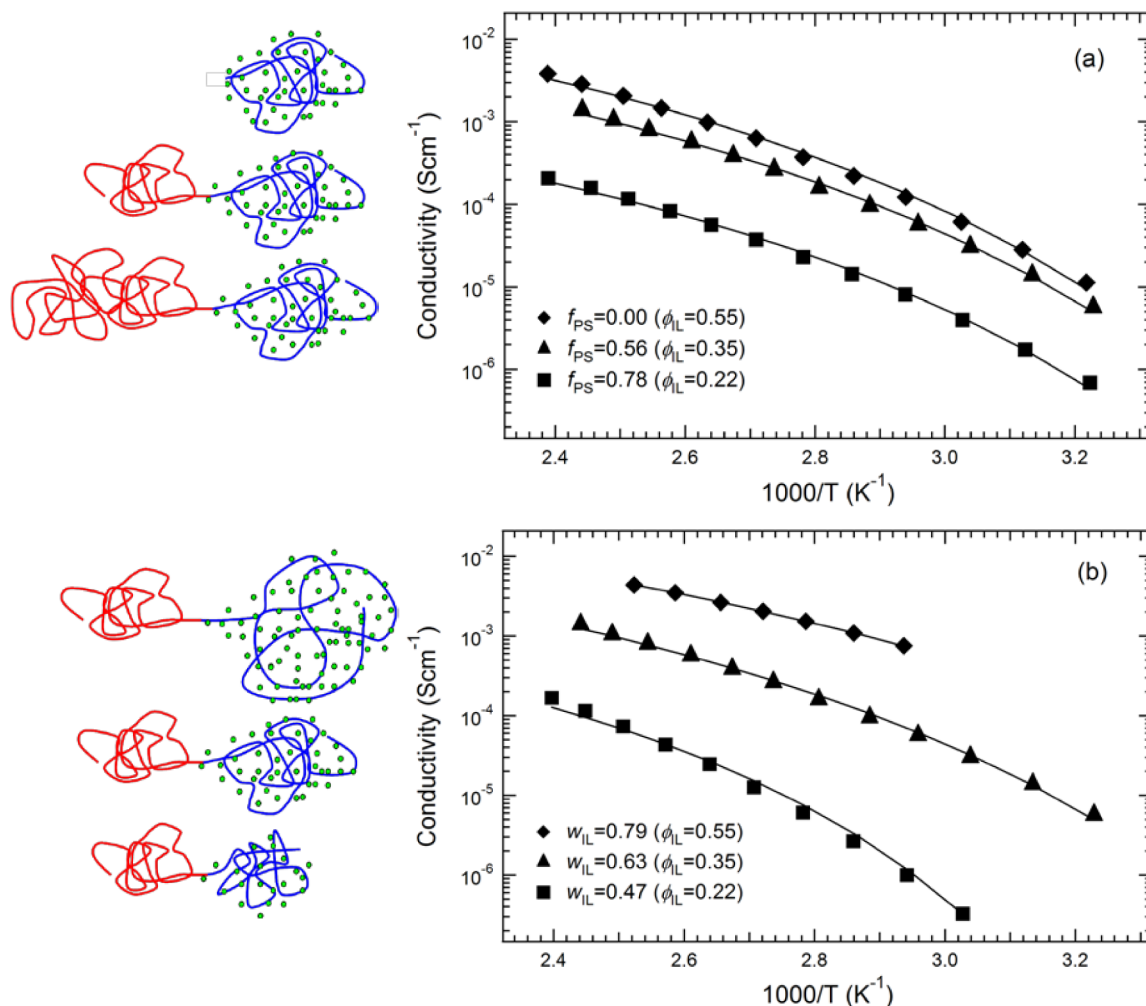 (a)
Conductivity (Scm⁻¹)
10⁻²
10⁻³
10⁻⁴
10⁻⁵
10⁻⁶
f_PS=0.00 (ϕ_IL=0.55)
f_PS=0.56 (ϕ_IL=0.35)
f_PS=0.78 (ϕ_IL=0.22)
2.4 2.6 2.8 3.0 3.2
1000/T (K⁻¹)
(b)
Conductivity (Scm⁻¹)
10⁻²
10⁻³
10⁻⁴
10⁻⁵
10⁻⁶
w_IL=0.79 (ϕ_IL=0.55)
w_IL=0.63 (ϕ_IL=0.35)
w_IL=0.47 (ϕ_IL=0.22)
2.4 2.6 2.8 3.0 3.2
1000/T (K⁻¹)